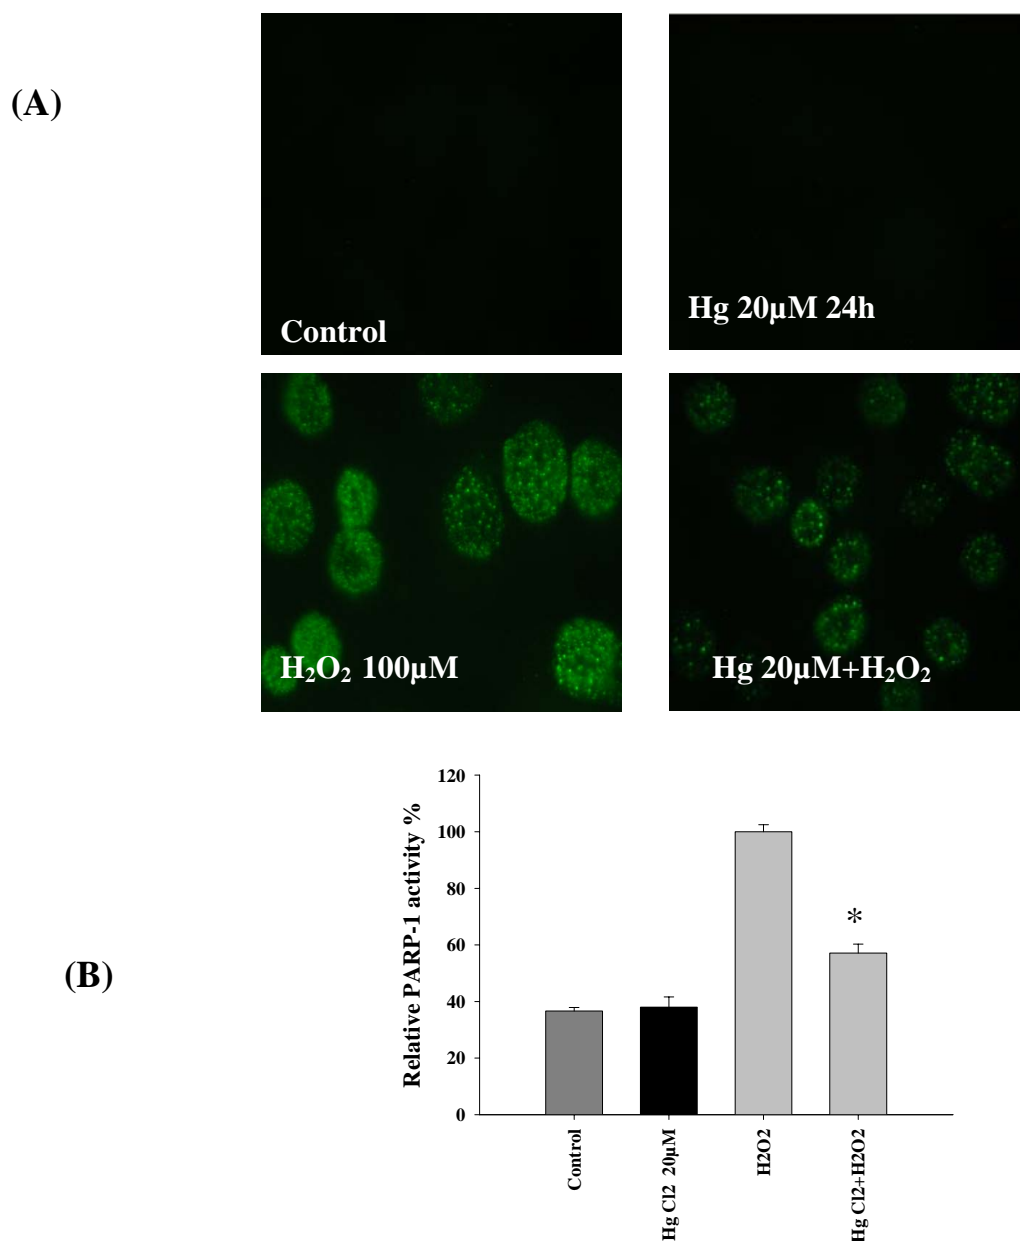 (A)
Control
Hg 20µM 24h
H₂O₂ 100µM
Hg 20µM+H₂O₂
(B)
Relative PARP-1 activity %
120
100
80
60
40
20
0
*
Control
Hg Cl2 20µM
H2O2
Hg Cl2+H2O2